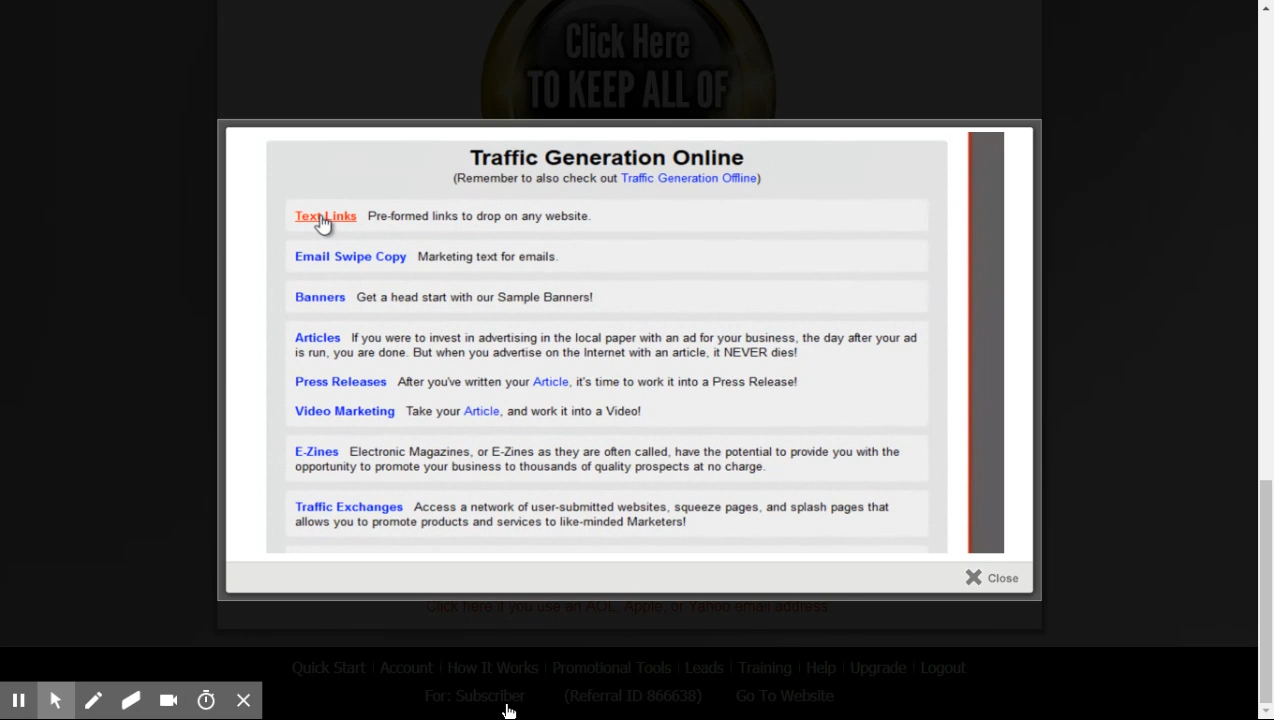 Click Here
TO KEEP ALL OF
Traffic Generation Online
(Remember to also check out Traffic Generation Offline)
Text Links Pre-formed links to drop on any website.
Email Swipe Copy Marketing text for emails.
Banners Get a head start with our Sample Banners!
Articles If you were to invest in advertising in the local paper with an ad for your business, the day after your ad
is run, you are done. But when you advertise on the Internet with an article, it NEVER dies!
Press Releases After you've written your Article, it's time to work it into a Press Release!
Video Marketing Take your Article, and work it into a Video!
E-Zines Electronic Magazines, or E-Zines as they are often called, have the potential to provide you with the
opportunity to promote your business to thousands of quality prospects at no charge.
Traffic Exchanges Access a network of user-submitted websites, squeeze pages, and splash pages that
allows you to promote products and services to like-minded Marketers!
Close
Click here if you use an AOL, Apple, or Yahoo email address.
Quick Start | Account | How It Works | Promotional Tools | Leads | Training | Help | Upgrade | Logout
For: Subscriber (Referral ID 866638) Go To Website